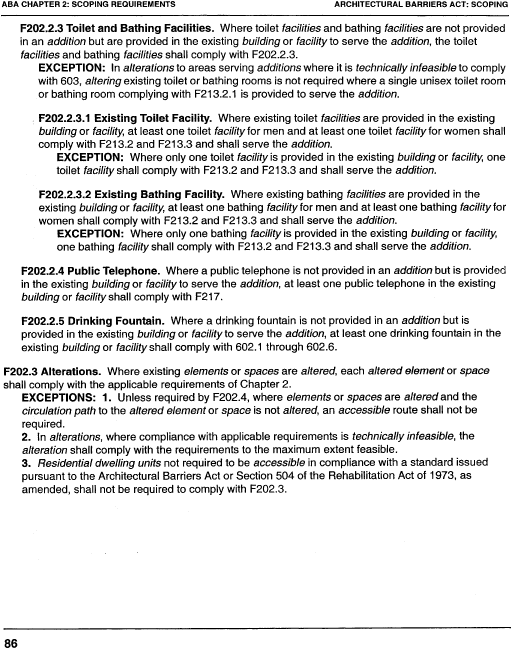 ABA CHAPTER 2: SCOPING REQUIREMENTS
ARCHITECTURAL BARRIERS ACT: SCOPING
F202.2.3 Toilet and Bathing Facilities. Where toilet facilities and bathing facilities are not provided
in an addition but are provided in the existing building or facility to serve the addition, the toilet
facilities and bathing facilities shall comply with F202.2.3.
EXCEPTION: In alterations to areas serving additions where it is technically infeasible to comply
with 603, altering existing toilet or bathing rooms is not required where a single unisex toilet room
or bathing room complying with F213.2.1 is provided to serve the addition.
F202.2.3.1 Existing Toilet Facility. Where existing toilet facilities are provided in the existing
building or facility, at least one toilet facility for men and at least one toilet facility for women shall
comply with F213.2 and F213.3 and shall serve the addition.
EXCEPTION: Where only one toilet facility is provided in the existing building or facility, one
toilet facility shall comply with F213.2 and F213.3 and shall serve the addition.
F202.2.3.2 Existing Bathing Facility. Where existing bathing facilities are provided in the
existing building or facility, at least one bathing facility for men and at least one bathing facility for
women shall comply with F213.2 and F213.3 and shall serve the addition.
EXCEPTION: Where only one bathing facility is provided in the existing building or facility,
one bathing facility shall comply with F213.2 and F213.3 and shall serve the addition.
F202.2.4 Public Telephone. Where a public telephone is not provided in an addition but is provided
in the existing building or facility to serve the addition, at least one public telephone in the existing
building or facility shall comply with F217.
F202.2.5 Drinking Fountain. Where a drinking fountain is not provided in an addition but is
provided in the existing building or facility to serve the addition, at least one drinking fountain in the
existing building or facility shall comply with 602.1 through 602.6.
F202.3 Alterations. Where existing elements or spaces are altered, each altered element or space
shall comply with the applicable requirements of Chapter 2.
EXCEPTIONS: 1. Unless required by F202.4, where elements or spaces are altered and the
circulation path to the altered element or space is not altered, an accessible route shall not be
required.
2. In alterations, where compliance with applicable requirements is technically infeasible, the
alteration shall comply with the requirements to the maximum extent feasible.
3. Residential dwelling units not required to be accessible in compliance with a standard issued
pursuant to the Architectural Barriers Act or Section 504 of the Rehabilitation Act of 1973, as
amended, shall not be required to comply with F202.3.
86